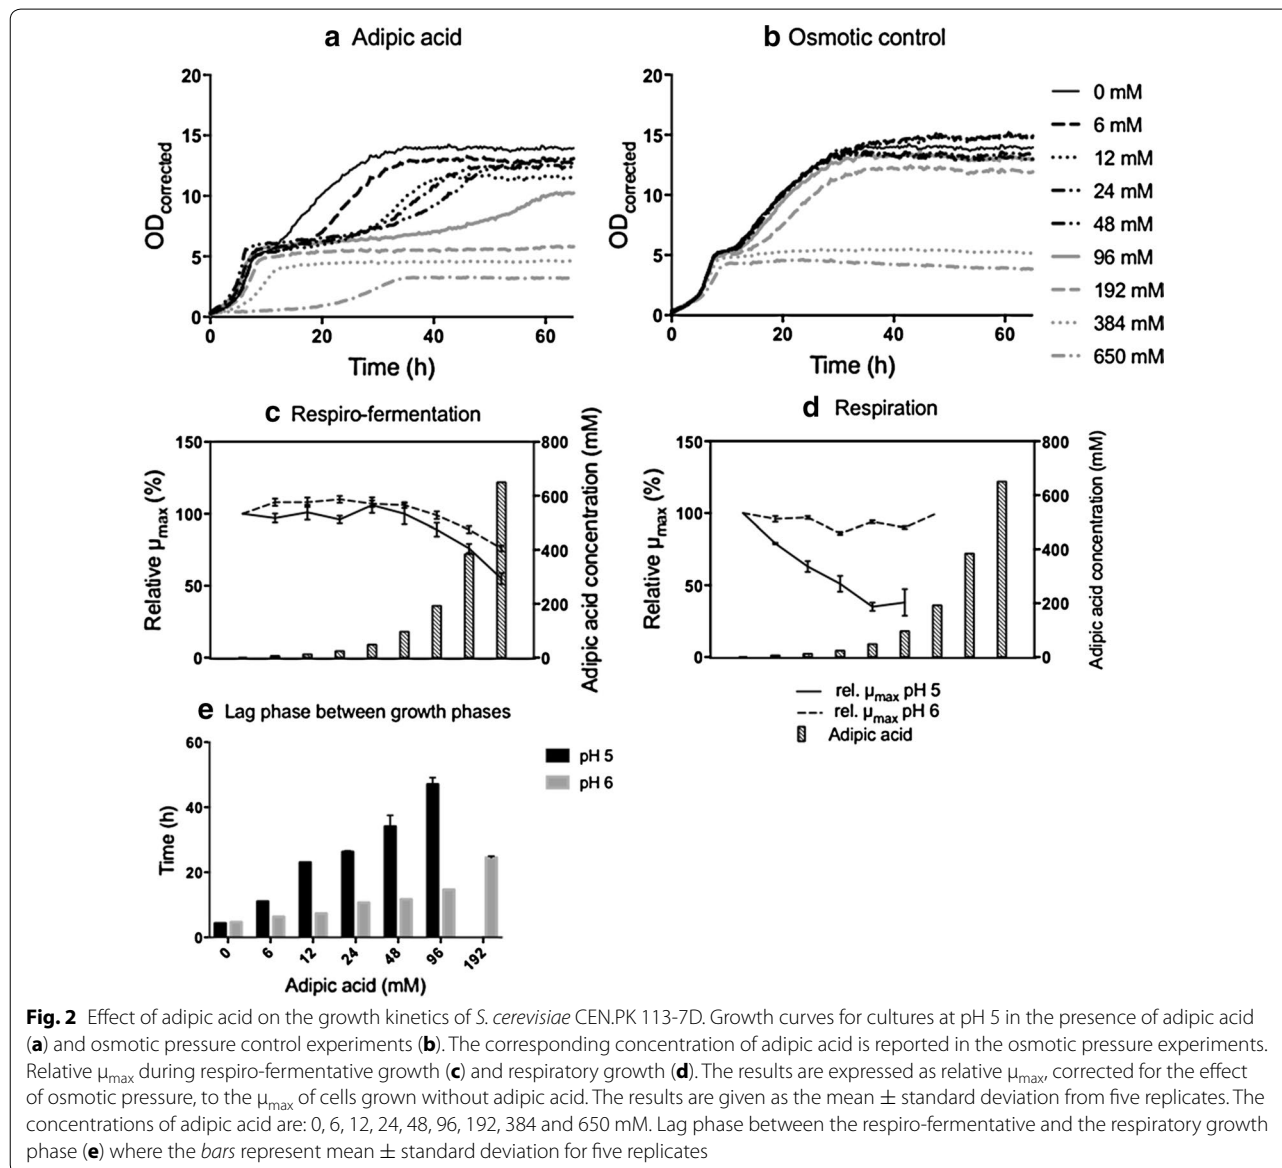 a Adipic acid
20
15
10
5
0
OD corrected
0 20 40 60
Time (h)
b Osmotic control
20
15
10
5
0
OD corrected
0 20 40 60
Time (h)
0 mM
6 mM
12 mM
24 mM
48 mM
96 mM
192 mM
384 mM
650 mM
c Respiro-fermentation
150
100
50
0
Relative µmax (%)
800
600
400
200
0
Adipic acid concentration (mM)
d Respiration
150
100
50
0
Relative µmax (%)
800
600
400
200
0
Adipic acid concentration (mM)
rel. µmax pH 5
rel. µmax pH 6
Adipic acid
e Lag phase between growth phases
60
40
20
0
Time (h)
0 6 12 24 48 96 192
Adipic acid (mM)
pH 5
pH 6
Fig. 2 Effect of adipic acid on the growth kinetics of S. cerevisiae CEN.PK 113-7D. Growth curves for cultures at pH 5 in the presence of adipic acid
(a) and osmotic pressure control experiments (b). The corresponding concentration of adipic acid is reported in the osmotic pressure experiments.
Relative µmax during respiro-fermentative growth (c) and respiratory growth (d). The results are expressed as relative µmax, corrected for the effect
of osmotic pressure, to the µmax of cells grown without adipic acid. The results are given as the mean ± standard deviation from five replicates. The
concentrations of adipic acid are: 0, 6, 12, 24, 48, 96, 192, 384 and 650 mM. Lag phase between the respiro-fermentative and the respiratory growth
phase (e) where the bars represent mean ± standard deviation for five replicates